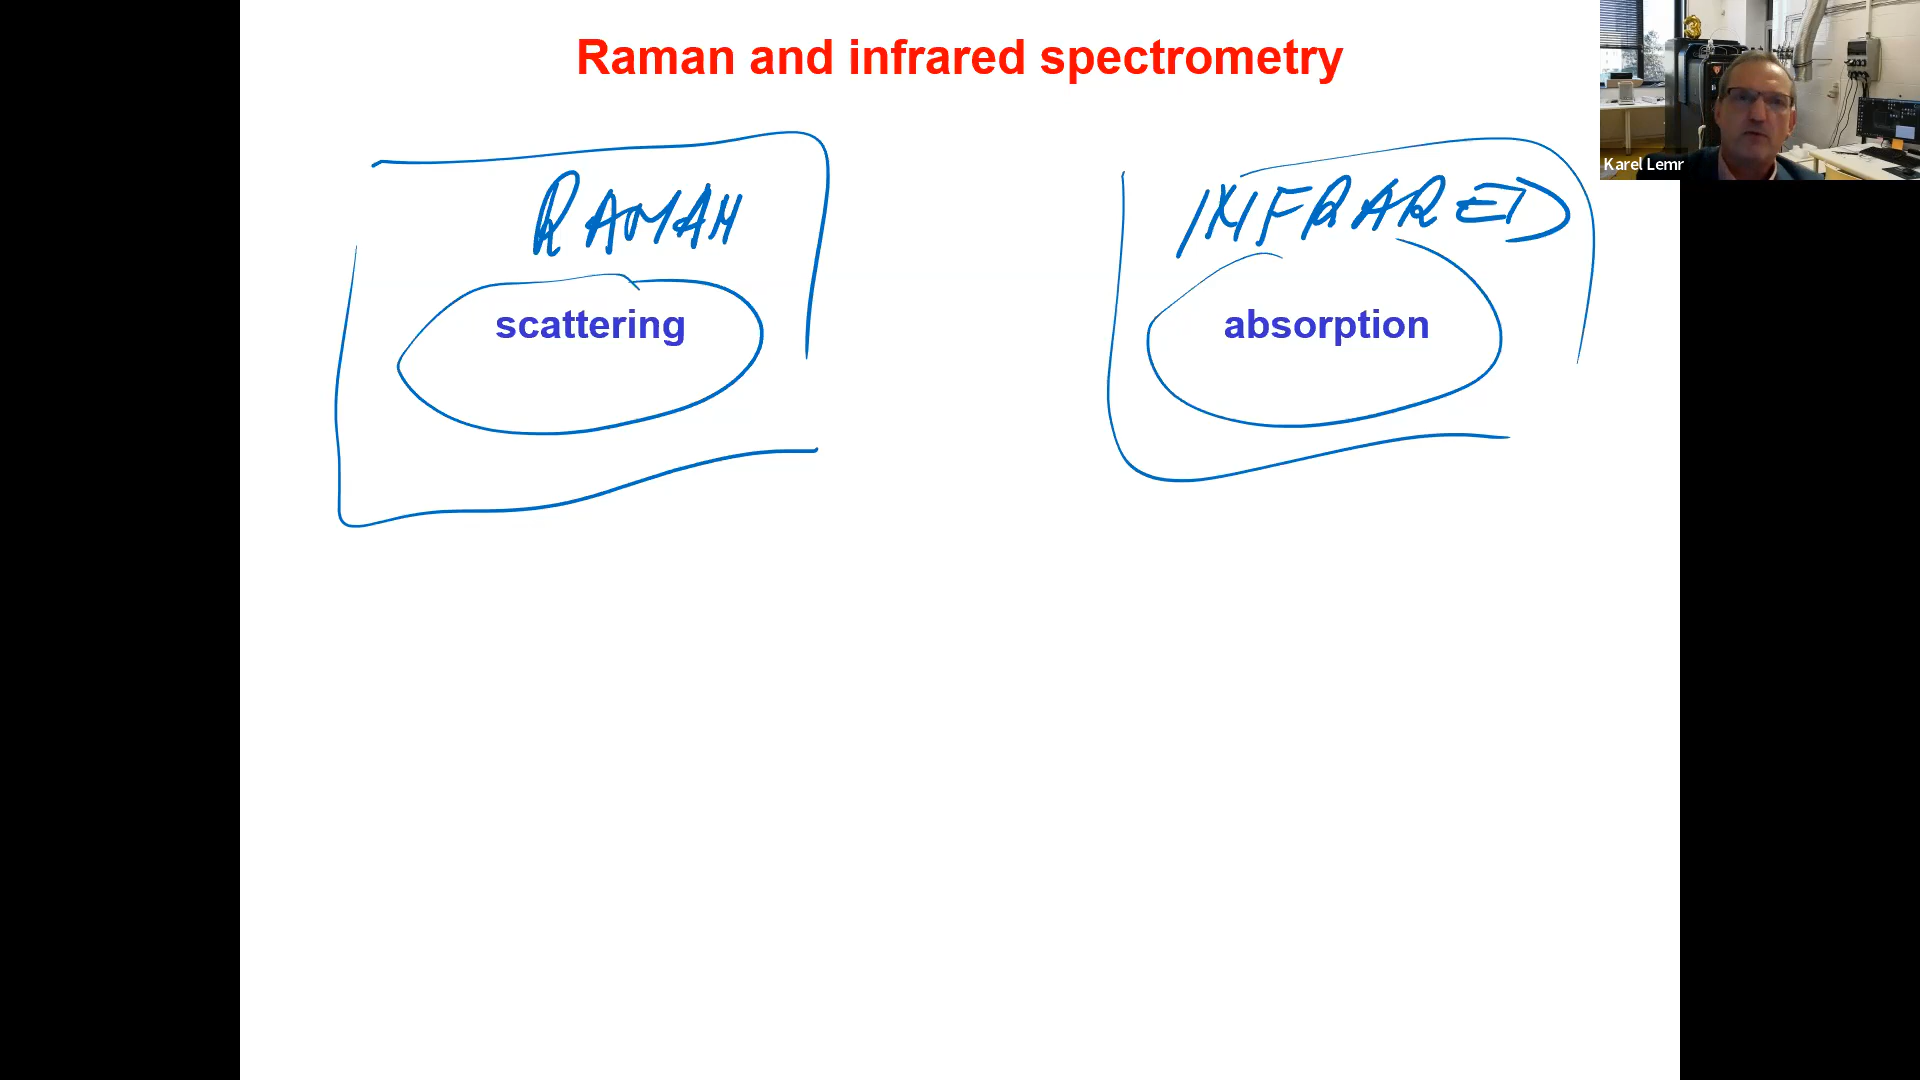 Raman and infrared spectrometry
Karel Lemr
RAMAN
INFRARED
scattering
absorption